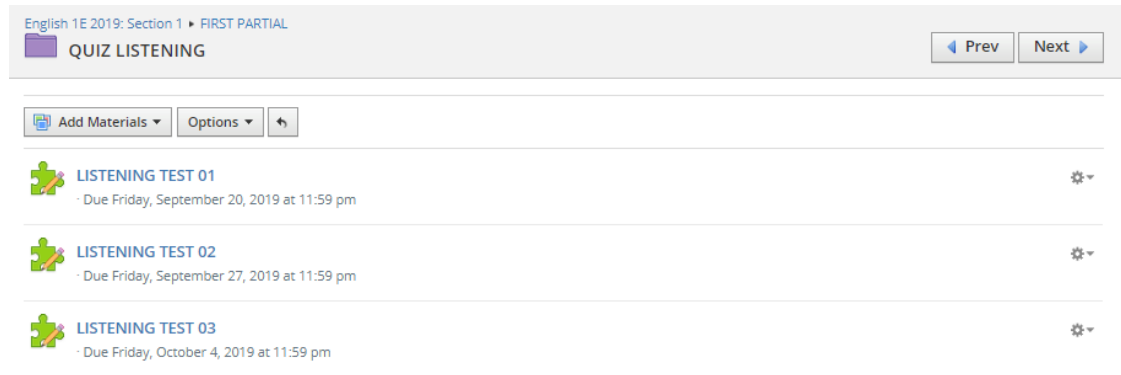 English 1E 2019: Section 1 ▸ FIRST PARTIAL
QUIZ LISTENING
Prev Next
Add Materials Options
LISTENING TEST 01
· Due Friday, September 20, 2019 at 11:59 pm
LISTENING TEST 02
· Due Friday, September 27, 2019 at 11:59 pm
LISTENING TEST 03
· Due Friday, October 4, 2019 at 11:59 pm